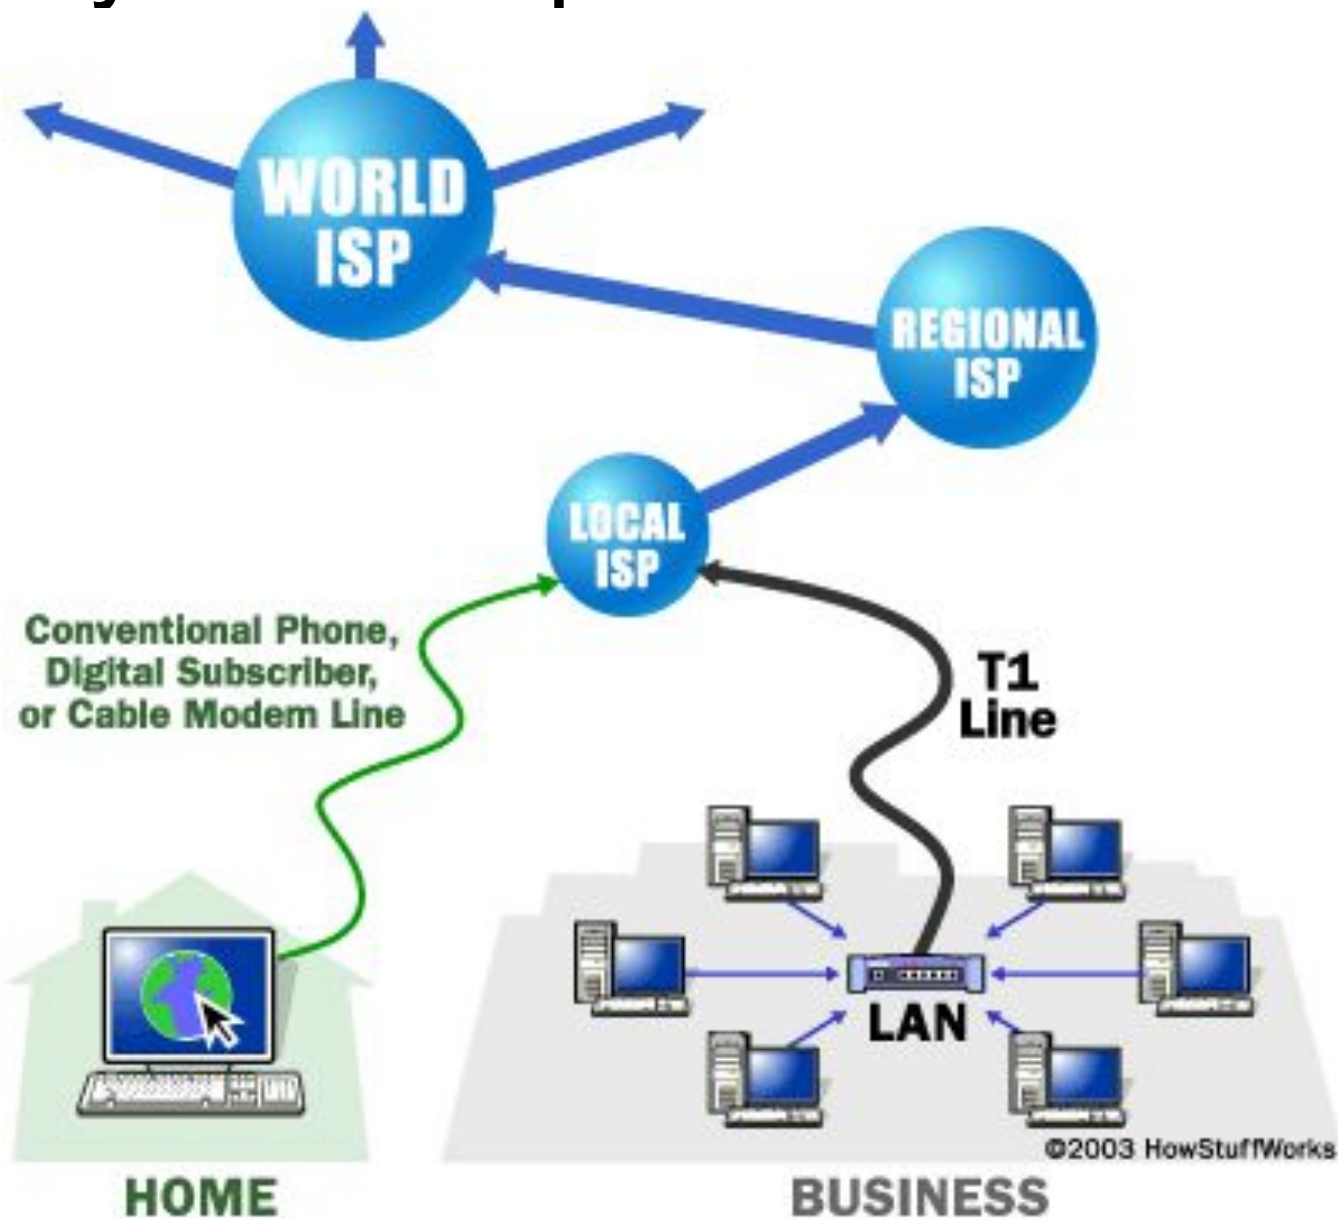 WORLD
ISP
REGIONAL
ISP
LOCAL
ISP
Conventional Phone,
Digital Subscriber,
or Cable Modem Line
T1
Line
LAN
©2003 HowStuffWorks
HOME
BUSINESS